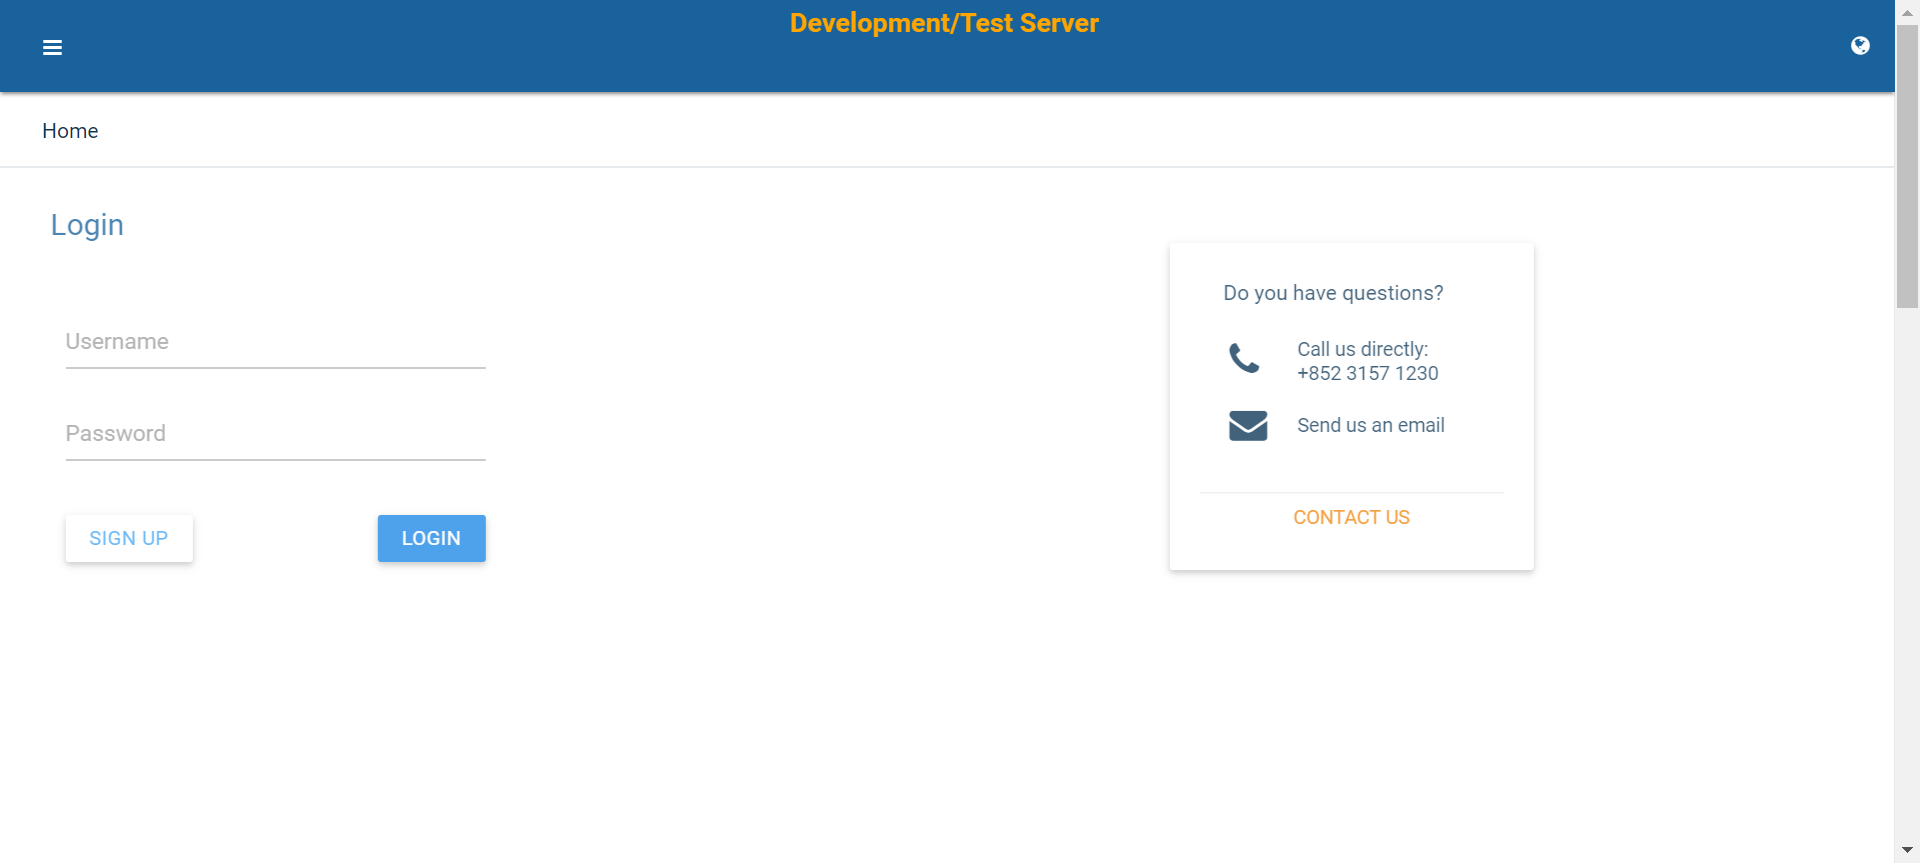 Development/Test Server
Home
Login
Username
Password
SIGN UP
LOGIN
Do you have questions?
Call us directly:
+852 3157 1230
Send us an email
CONTACT US